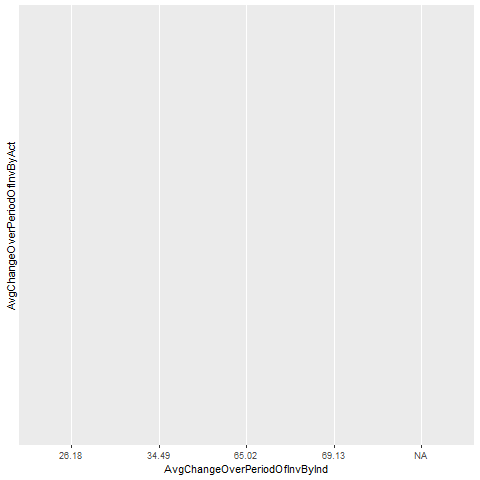 AvgChangeOverPeriodOfInvByAct
26.18 34.49 65.02 69.13 NA
AvgChangeOverPeriodOfInvByInd